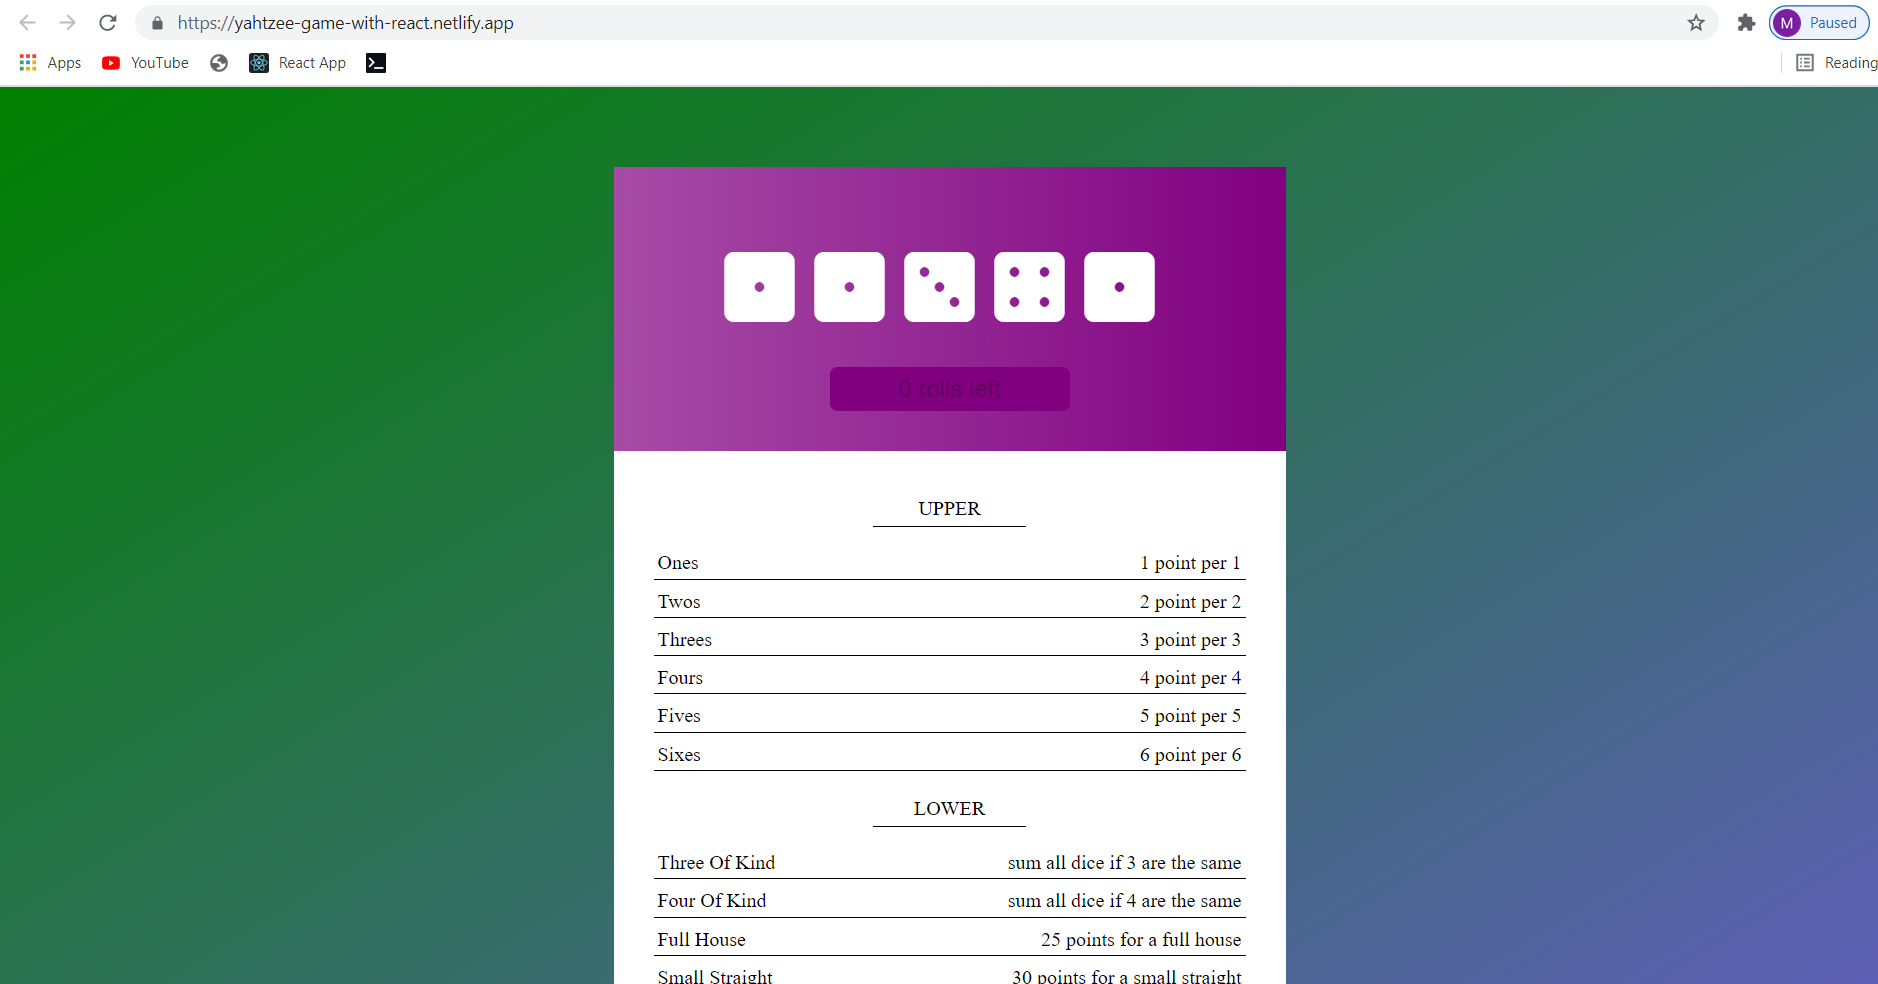 https://yahtzee-game-with-react.netlify.app
M Paused
Apps YouTube React App Reading
0 rolls left
UPPER
Ones 1 point per 1
Twos 2 point per 2
Threes 3 point per 3
Fours 4 point per 4
Fives 5 point per 5
Sixes 6 point per 6
LOWER
Three Of Kind sum all dice if 3 are the same
Four Of Kind sum all dice if 4 are the same
Full House 25 points for a full house
Small Straight 30 points for a small straight